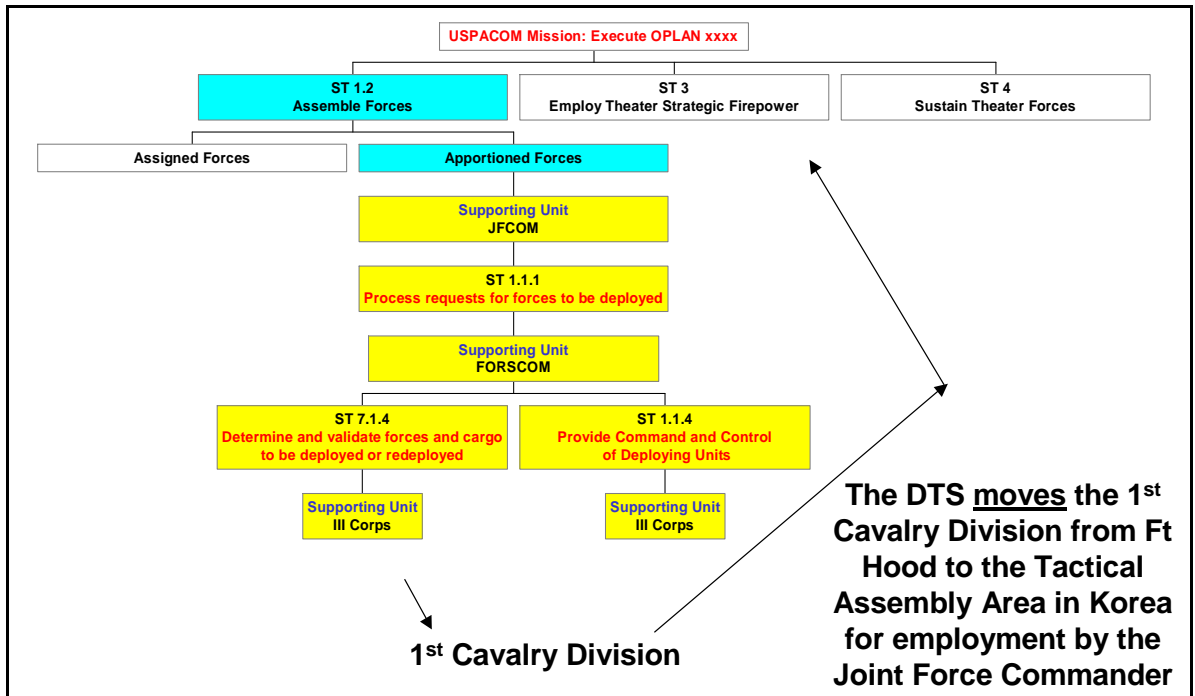 USPACOM Mission: Execute OPLAN xxxx
ST 1.2
Assemble Forces
ST 3
Employ Theater Strategic Firepower
ST 4
Sustain Theater Forces
Assigned Forces
Apportioned Forces
Supporting Unit
JFCOM
ST 1.1.1
Process requests for forces to be deployed
Supporting Unit
FORSCOM
ST 7.1.4
Determine and validate forces and cargo
to be deployed or redeployed
ST 1.1.4
Provide Command and Control
of Deploying Units
Supporting Unit
III Corps
Supporting Unit
III Corps
1st Cavalry Division
The DTS moves the 1st
Cavalry Division from Ft
Hood to the Tactical
Assembly Area in Korea
for employment by the
Joint Force Commander